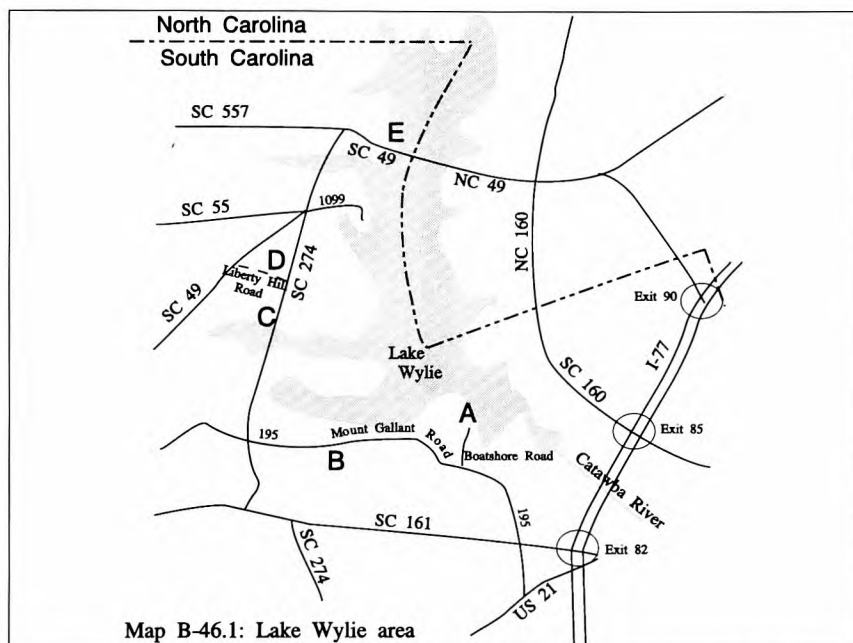 North Carolina
South Carolina
SC 557
E
SC 49
NC 49
1099
SC 55
NC 160
D
SC 274
Liberty Hill
Road
SC 49
C
Exit 90
I-77
Lake
Wylie
SC 160
A
195
Mount Gallant
Road
Exit 85
B
Boatshore Road
Catawba River
195
SC 161
Exit 82
SC 274
US 21
Map B-46.1: Lake Wylie area